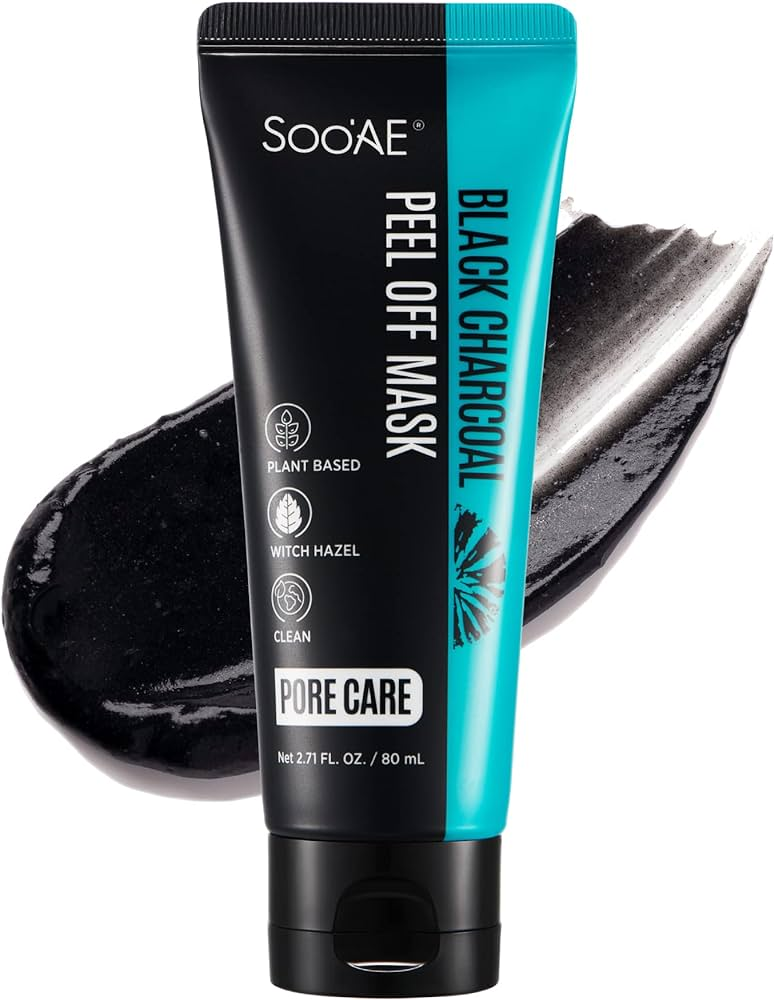 SOO'AE®
BLACK CHARCOAL
PEEL OFF MASK
PLANT BASED
WITCH HAZEL
CLEAN
PORE CARE
Net 2.71 FL. OZ. / 80 mL